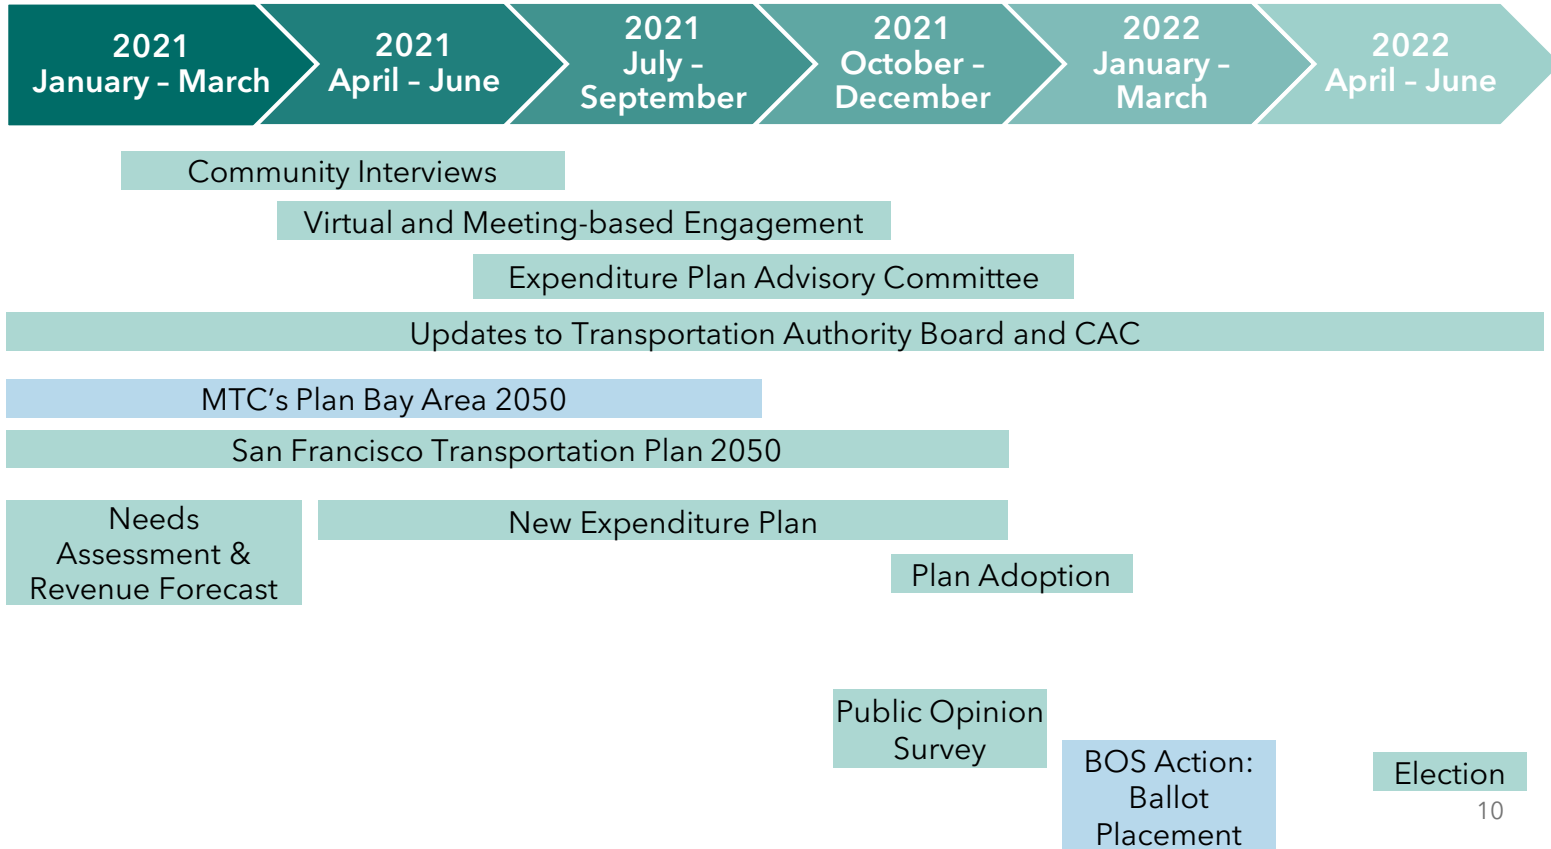 2021
January – March
2021
April – June
2021
July –
September
2021
October –
December
2022
January –
March
2022
April – June
Community Interviews
Virtual and Meeting-based Engagement
Expenditure Plan Advisory Committee
Updates to Transportation Authority Board and CAC
MTC’s Plan Bay Area 2050
San Francisco Transportation Plan 2050
Needs
Assessment &
Revenue Forecast
New Expenditure Plan
Plan Adoption
Public Opinion
Survey
BOS Action:
Ballot
Placement
Election
10